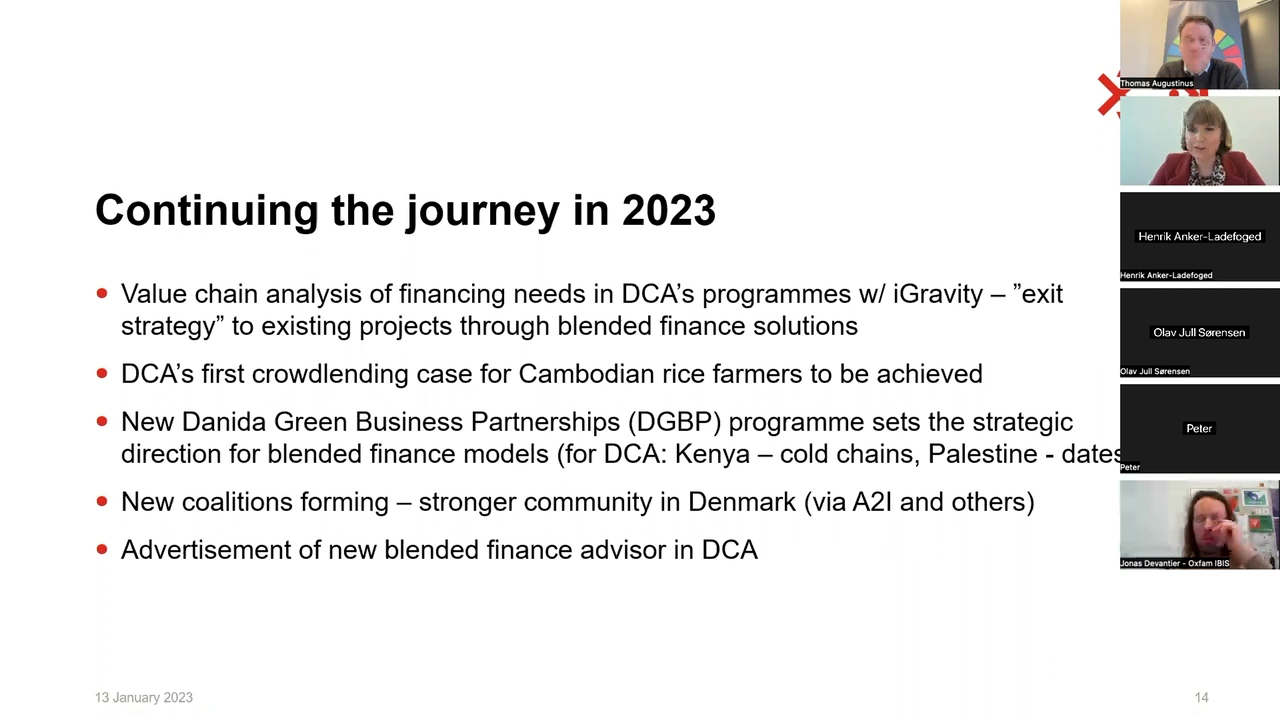 Continuing the journey in 2023
• Value chain analysis of financing needs in DCA’s programmes w/ iGravity – ”exit
strategy” to existing projects through blended finance solutions
• DCA’s first crowdlending case for Cambodian rice farmers to be achieved
• New Danida Green Business Partnerships (DGBP) programme sets the strategic
direction for blended finance models (for DCA: Kenya – cold chains, Palestine - dates
• New coalitions forming – stronger community in Denmark (via A2I and others)
• Advertisement of new blended finance advisor in DCA
13 January 2023
14
Thomas Augustinus
Henrik Anker-Ladefoged
Henrik Anker-Ladefoged
Olav Jull Sørensen
Olav Jull Sørensen
Peter
Peter
Jonas Devantier - Oxfam IBIS